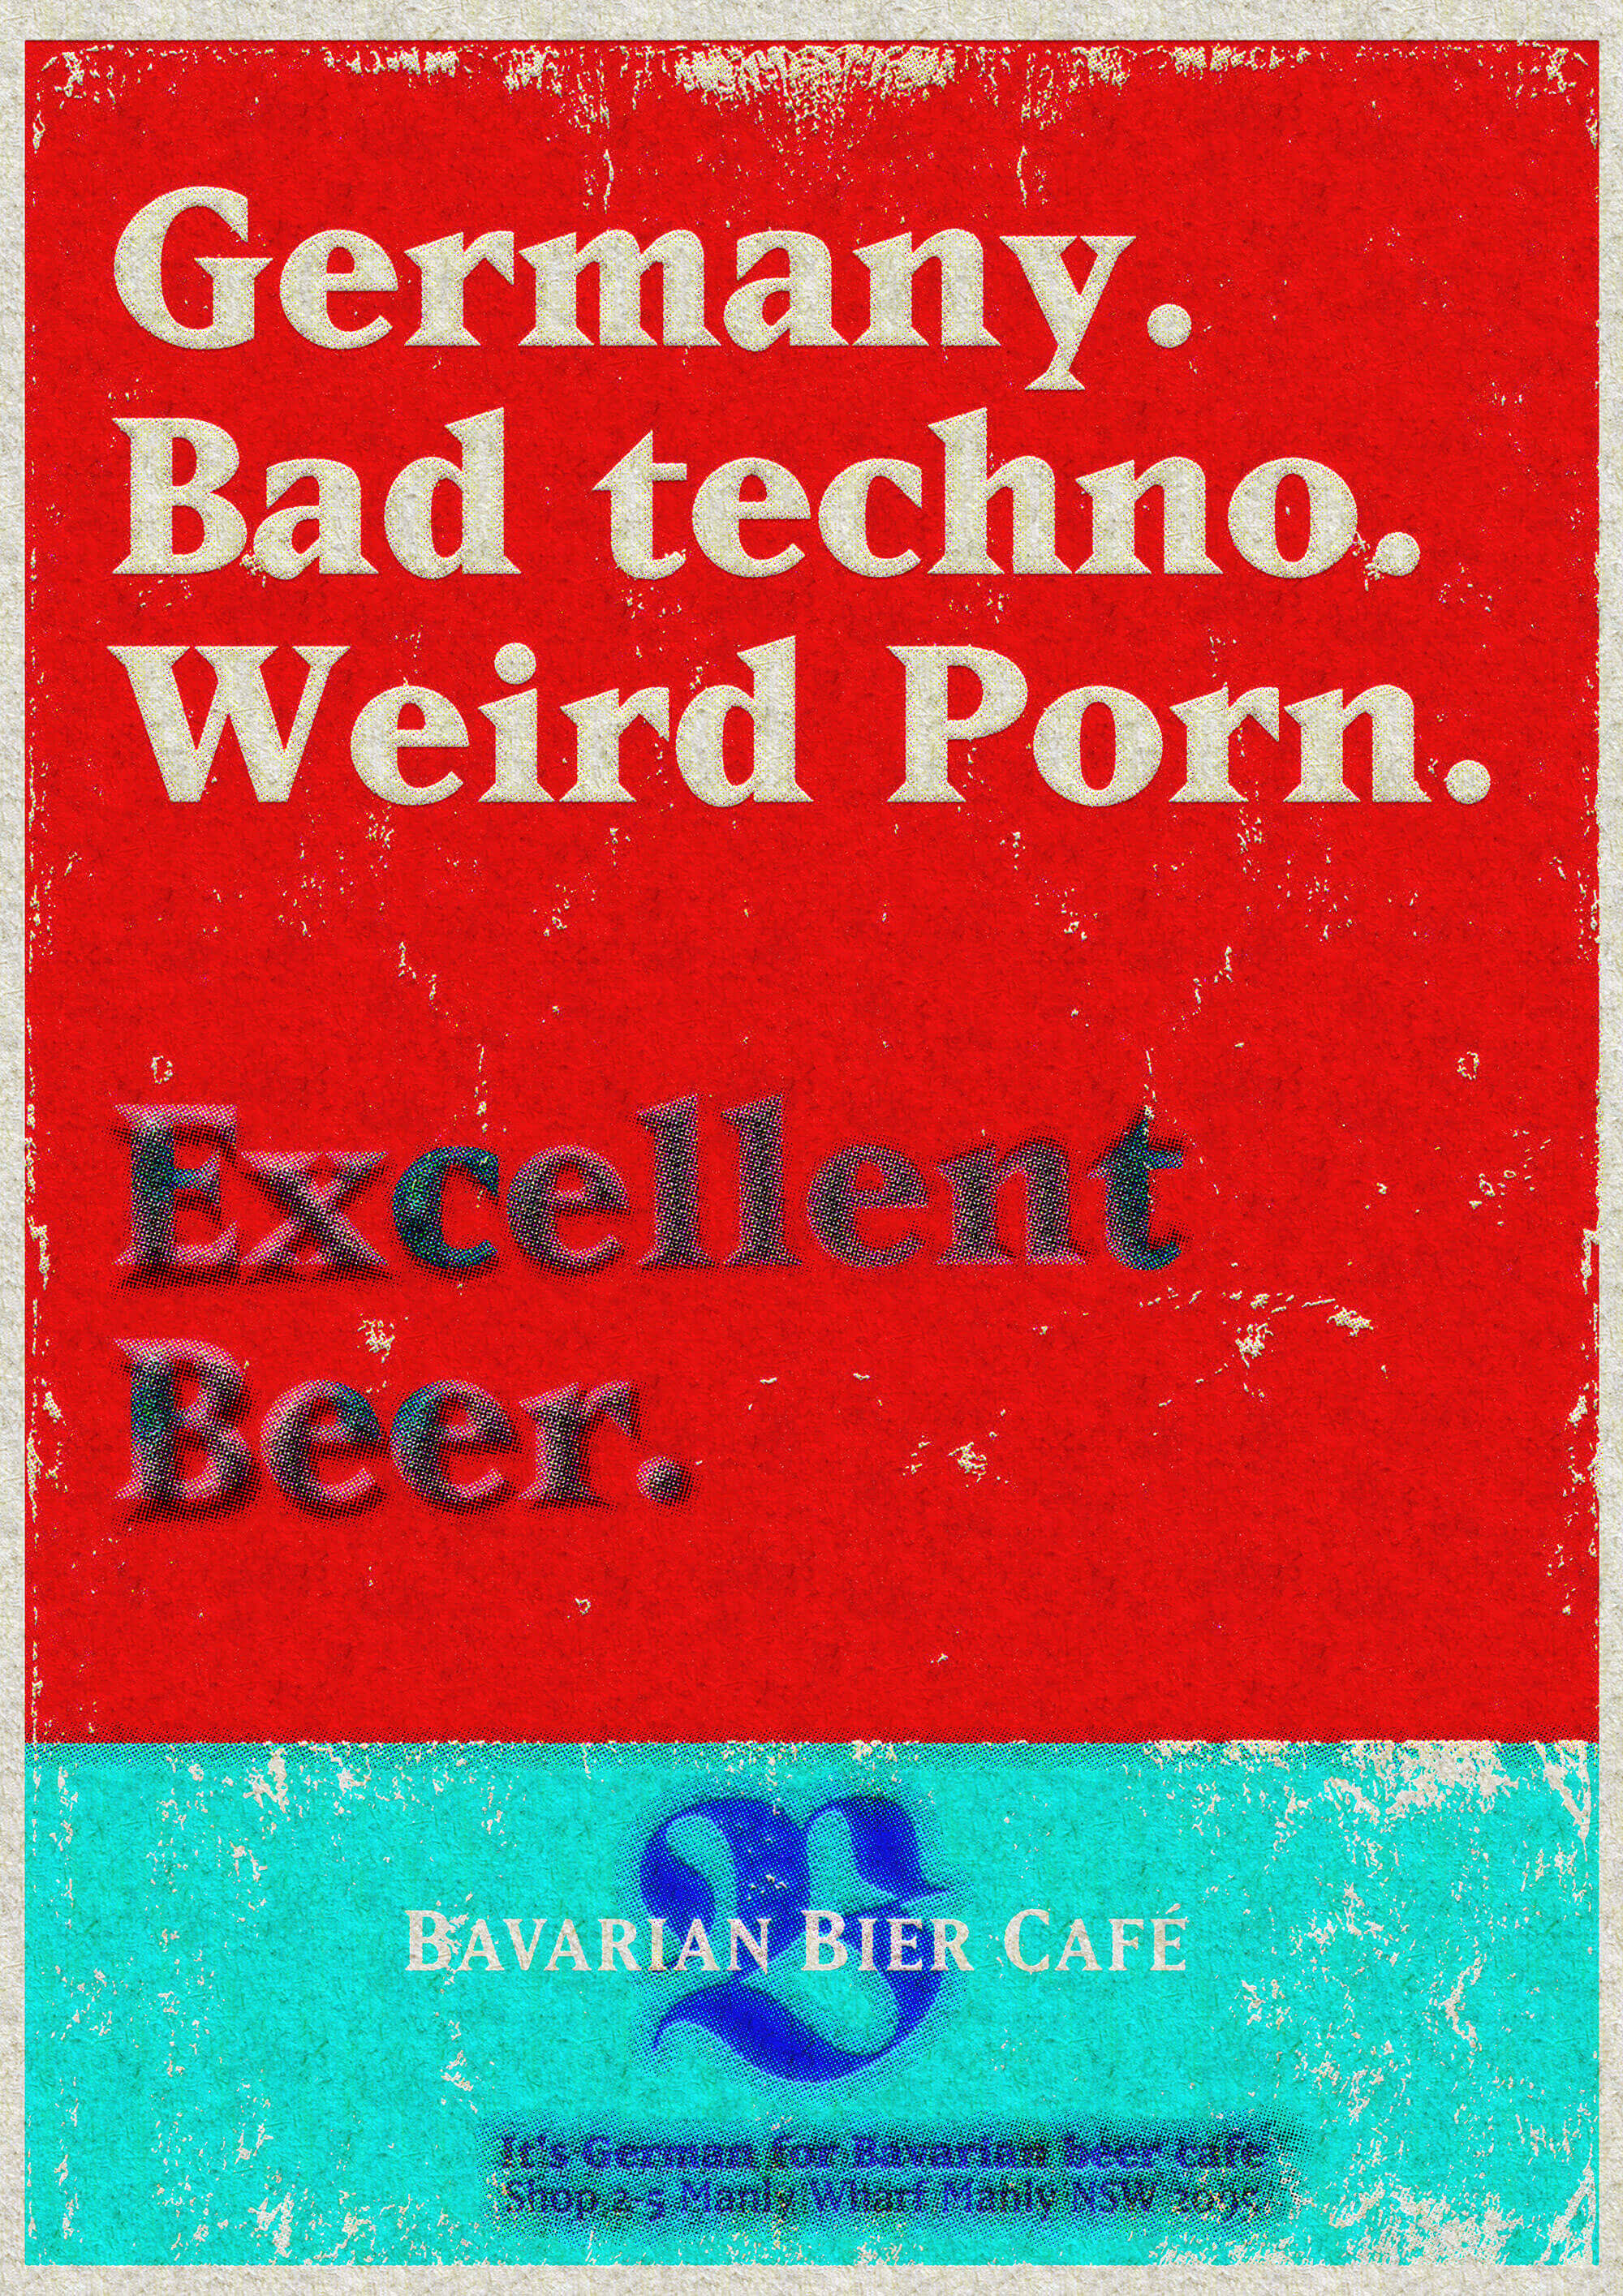 Germany.
Bad techno.
Weird Porn.
Excellent
Beer.
BAVARIAN BIER CAFÉ
It's German for Bavarian beer cafe
Shop 2-5 Manly Wharf Manly NSW 2095